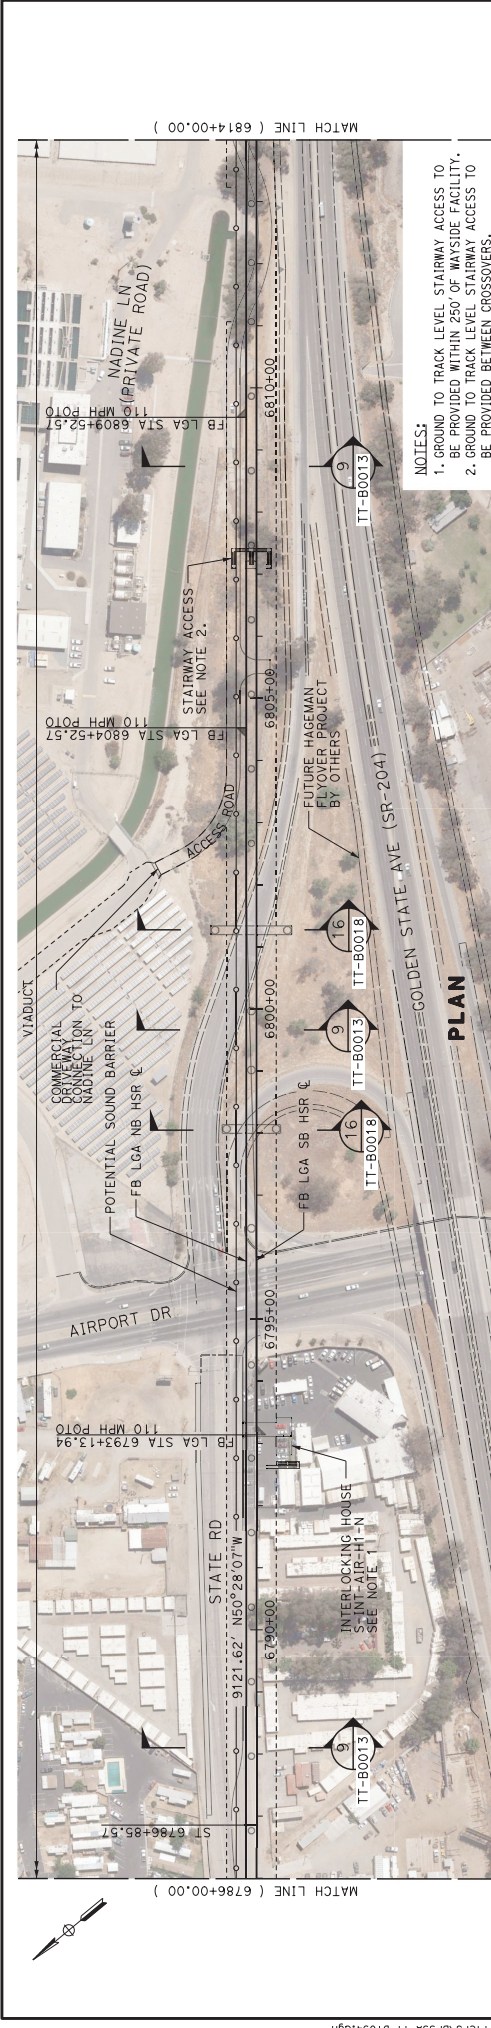 MATCH LINE ( 6814+00.00 )
NADINE LN
(PRIVATE ROAD)
FB LGA STA 6809+52.57
110 MPH POTO
6810+00
NOTES:
1. GROUND TO TRACK LEVEL STAIRWAY ACCESS TO
BE PROVIDED WITHIN 250' OF WAYSIDE FACILITY.
2. GROUND TO TRACK LEVEL STAIRWAY ACCESS TO
BE PROVIDED BETWEEN CROSSOVERS.
9
TT-B0013
STAIRWAY ACCESS
SEE NOTE 2.
FB LGA STA 6804+52.57
110 MPH POTO
6805+00
FUTURE HAGEMAN
FLYOVER PROJECT
BY OTHERS
ACCESS ROAD
GOLDEN STATE AVE (SR-204)
VIADUCT
COMMERCIAL
DRIVEWAY
CONNECTION TO
NADINE LN
16
TT-B0018
6800+00
9
TT-B0013
PLAN
POTENTIAL SOUND BARRIER
FB LGA NB HSR ℄
16
TT-B0018
FB LGA SB HSR ℄
AIRPORT DR
6795+00
FB LGA STA 6793+13.94
110 MPH POTO
STATE RD
9121.62' N50°28'07"W
INTERLOCKING HOUSE
S-INT-AIR-H1-N
SEE NOTE 1
6790+00
9
TT-B0013
ST 6786+85.57
MATCH LINE ( 6786+00.00 )